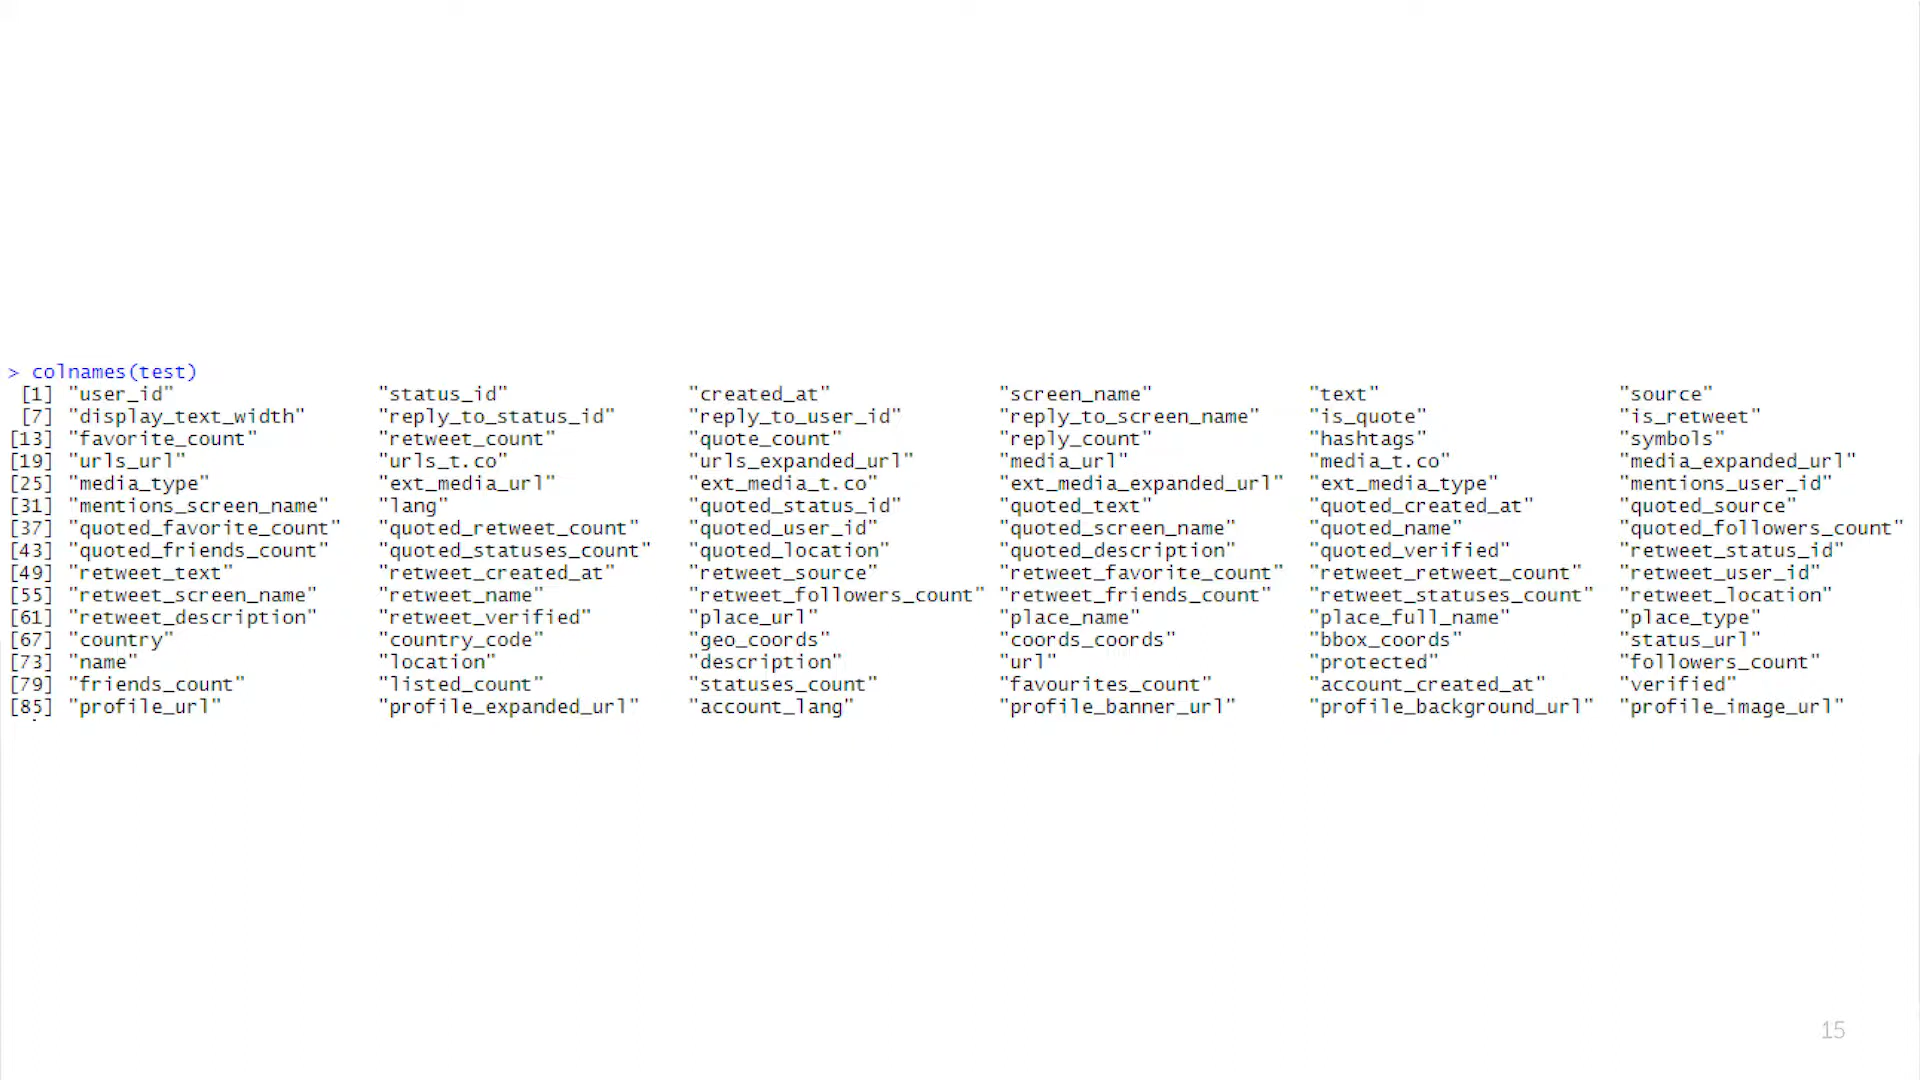 > colnames(test)
[1] "user_id" "status_id" "created_at" "screen_name" "text" "source"
[7] "display_text_width" "reply_to_status_id" "reply_to_user_id" "reply_to_screen_name" "is_quote" "is_retweet"
[13] "favorite_count" "retweet_count" "quote_count" "reply_count" "hashtags" "symbols"
[19] "urls_url" "urls_t.co" "urls_expanded_url" "media_url" "media_t.co" "media_expanded_url"
[25] "media_type" "ext_media_url" "ext_media_t.co" "ext_media_expanded_url" "ext_media_type" "mentions_user_id"
[31] "mentions_screen_name" "lang" "quoted_status_id" "quoted_text" "quoted_created_at" "quoted_source"
[37] "quoted_favorite_count" "quoted_retweet_count" "quoted_user_id" "quoted_screen_name" "quoted_name" "quoted_followers_count"
[43] "quoted_friends_count" "quoted_statuses_count" "quoted_location" "quoted_description" "quoted_verified" "retweet_status_id"
[49] "retweet_text" "retweet_created_at" "retweet_source" "retweet_favorite_count" "retweet_retweet_count" "retweet_user_id"
[55] "retweet_screen_name" "retweet_name" "retweet_followers_count" "retweet_friends_count" "retweet_statuses_count" "retweet_location"
[61] "retweet_description" "retweet_verified" "place_url" "place_name" "place_full_name" "place_type"
[67] "country" "country_code" "geo_coords" "coords_coords" "bbox_coords" "status_url"
[73] "name" "location" "description" "url" "protected" "followers_count"
[79] "friends_count" "listed_count" "statuses_count" "favourites_count" "account_created_at" "verified"
[85] "profile_url" "profile_expanded_url" "account_lang" "profile_banner_url" "profile_background_url" "profile_image_url"
15